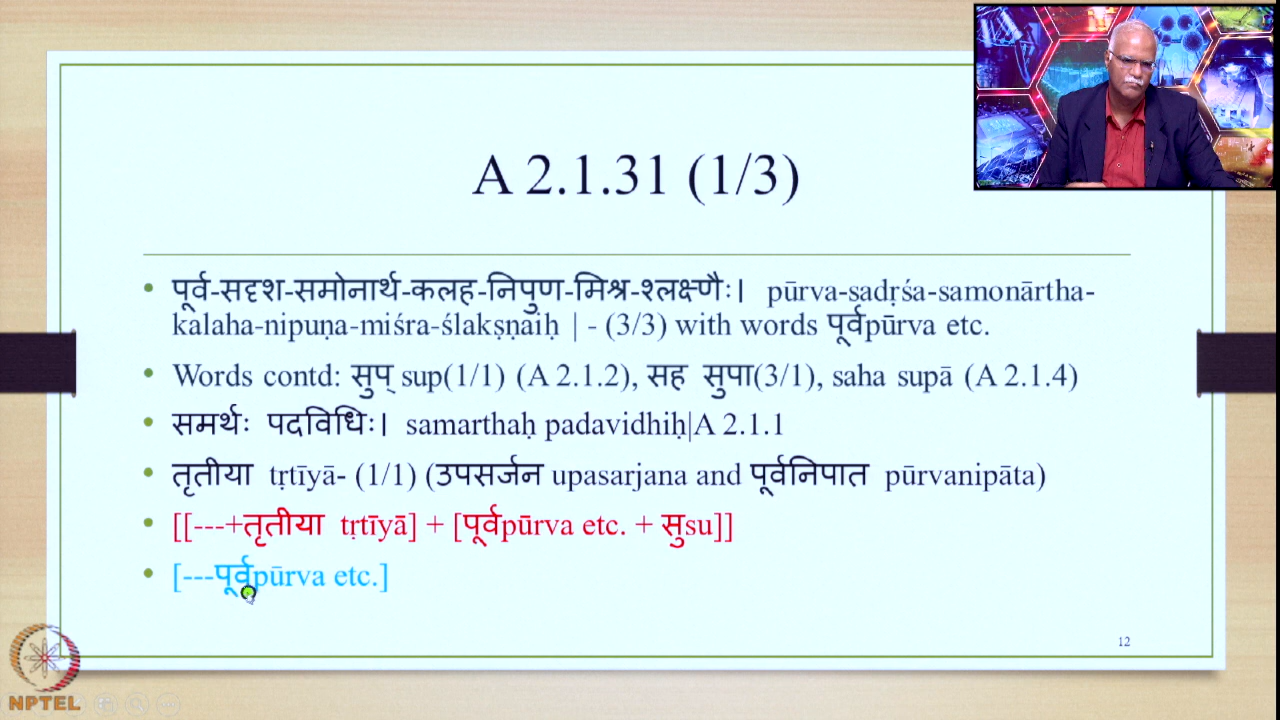 A 2.1.31 (1/3)
पूर्व-सदृश-समोनार्थ-कलह-निपुण-मिश्र-श्लक्ष्णैः। pūrva-sadṛśa-samonārtha-
kalaha-nipuṇa-miśra-ślakṣṇaiḥ | - (3/3) with words पूर्वpūrva etc.
Words contd: सुप् sup(1/1) (A 2.1.2), सह सुपा(3/1), saha supā (A 2.1.4)
समर्थः पदविधिः। samarthaḥ padavidhiḥ|A 2.1.1
तृतीया tṛtīyā- (1/1) (उपसर्जन upasarjana and पूर्वनिपात pūrvanipāta)
[[---+तृतीया tṛtīyā] + [पूर्वpūrva etc. + सुsu]]
[---पूर्वpūrva etc.]
12
NPTEL